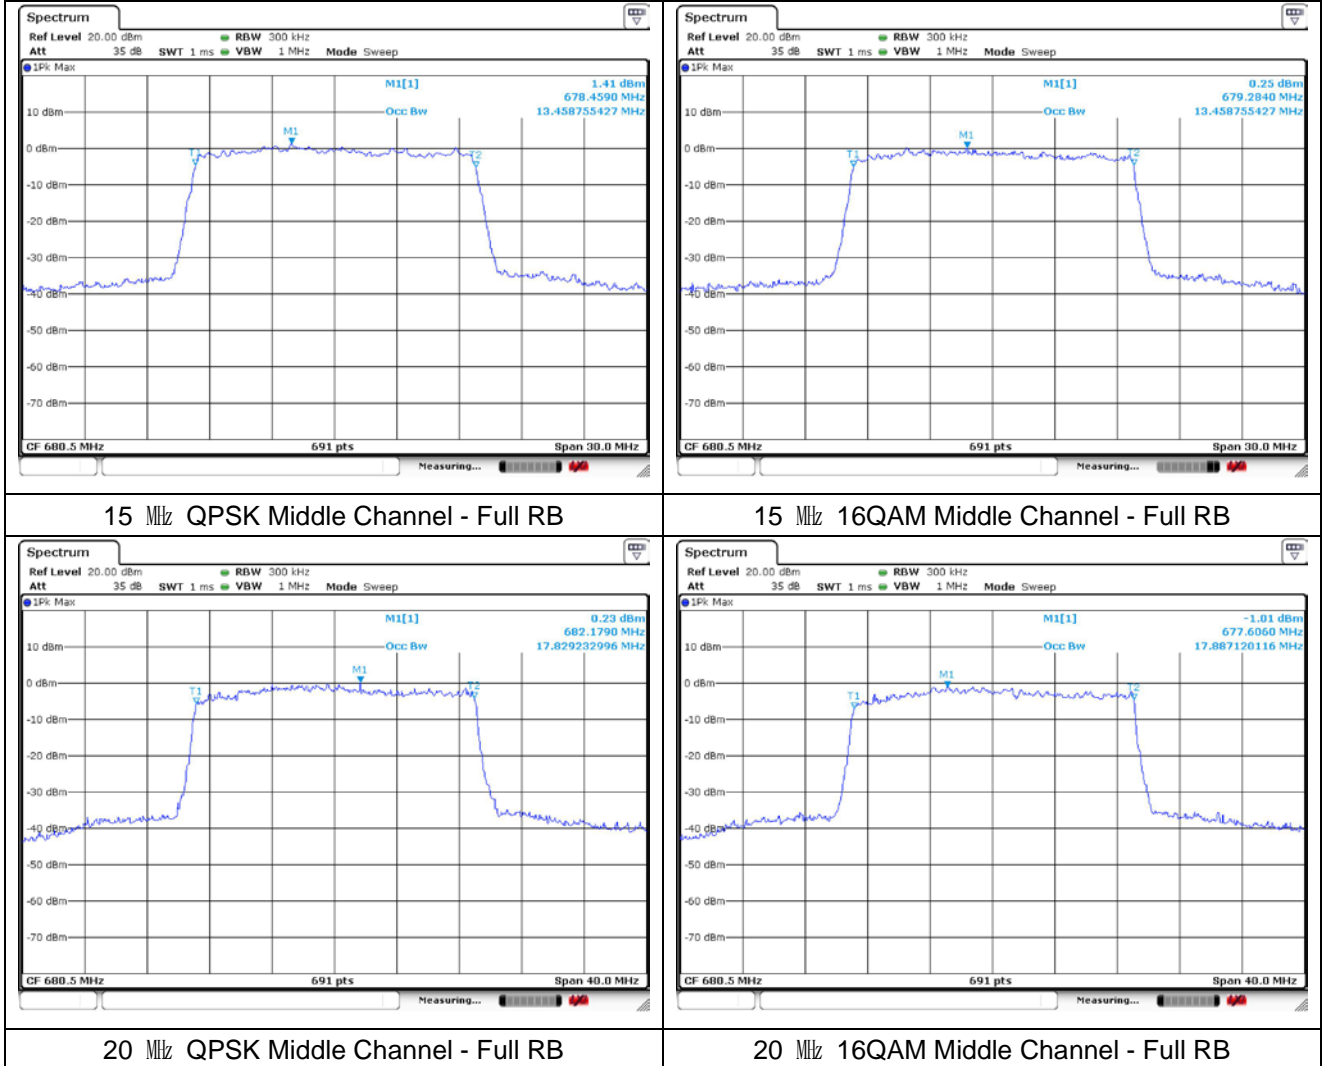 Spectrum
Ref Level 20.00 dBm RBW 300 kHz
Att 35 dB SWT 1 ms VBW 1 MHz Mode Sweep
1Pk Max
M1[1] 1.41 dBm
678.4590 MHz
Occ Bw 13.458755427 MHz
10 dBm
M1
0 dBm
T1
T2
-10 dBm
-20 dBm
-30 dBm
-40 dBm
-50 dBm
-60 dBm
-70 dBm
CF 680.5 MHz 691 pts Span 30.0 MHz
Measuring...
15 ㎒ QPSK Middle Channel - Full RB
Spectrum
Ref Level 20.00 dBm RBW 300 kHz
Att 35 dB SWT 1 ms VBW 1 MHz Mode Sweep
1Pk Max
M1[1] 0.25 dBm
679.2840 MHz
Occ Bw 13.458755427 MHz
10 dBm
M1
0 dBm
T1
T2
-10 dBm
-20 dBm
-30 dBm
-40 dBm
-50 dBm
-60 dBm
-70 dBm
CF 680.5 MHz 691 pts Span 30.0 MHz
Measuring...
15 ㎒ 16QAM Middle Channel - Full RB
Spectrum
Ref Level 20.00 dBm RBW 300 kHz
Att 35 dB SWT 1 ms VBW 1 MHz Mode Sweep
1Pk Max
M1[1] 0.23 dBm
682.1790 MHz
Occ Bw 17.829232996 MHz
10 dBm
M1
0 dBm
T1
T2
-10 dBm
-20 dBm
-30 dBm
-40 dBm
-50 dBm
-60 dBm
-70 dBm
CF 680.5 MHz 691 pts Span 40.0 MHz
Measuring...
20 ㎒ QPSK Middle Channel - Full RB
Spectrum
Ref Level 20.00 dBm RBW 300 kHz
Att 35 dB SWT 1 ms VBW 1 MHz Mode Sweep
1Pk Max
M1[1] -1.01 dBm
677.6060 MHz
Occ Bw 17.887120116 MHz
10 dBm
M1
0 dBm
T1
T2
-10 dBm
-20 dBm
-30 dBm
-40 dBm
-50 dBm
-60 dBm
-70 dBm
CF 680.5 MHz 691 pts Span 40.0 MHz
Measuring...
20 ㎒ 16QAM Middle Channel - Full RB